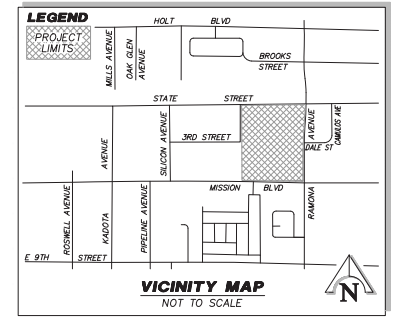 LEGEND
PROJECT
LIMITS
HOLT BLVD
MILLS AVENUE
OAK GLEN
AVENUE
BROOKS
STREET
STATE STREET
AVENUE
SILICON AVENUE
3RD STREET
AVENUE
CAMULOS AVE
DALE ST
MISSION BLVD
ROSWELL AVENUE
KADOTA
PIPELINE AVENUE
RAMONA
E 9TH STREET
VICINITY MAP
NOT TO SCALE
N